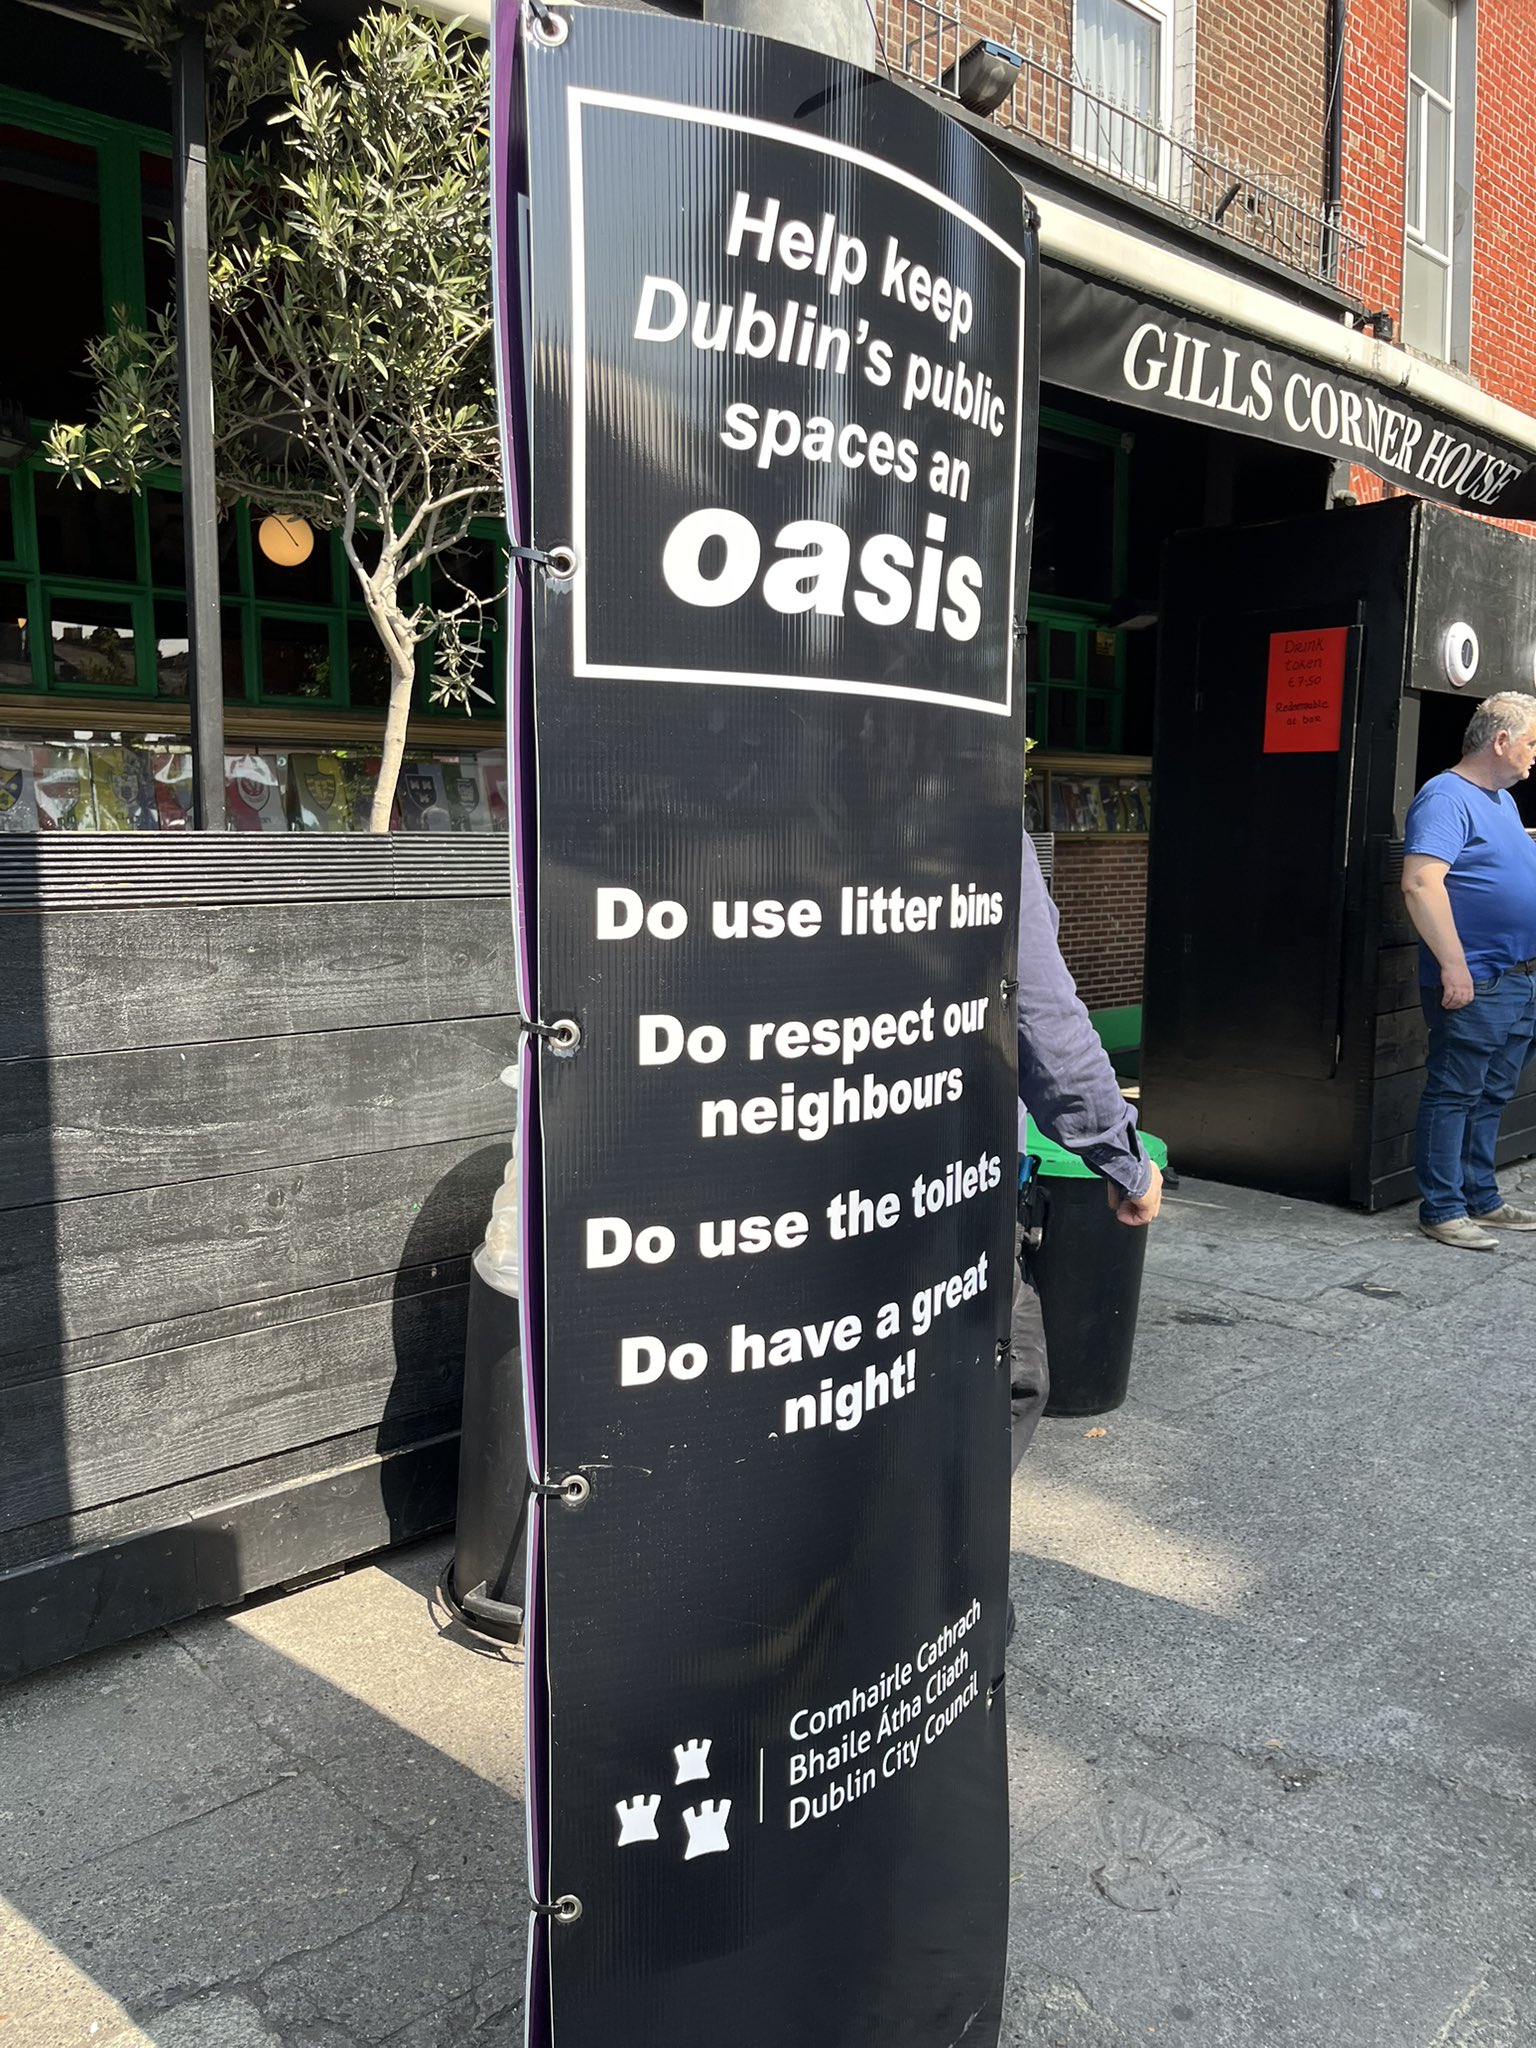 Help keep
Dublin's public
spaces an
oasis
Do use litter bins
Do respect our
neighbours
Do use the toilets
Do have a great
night!
Comhairle Cathrach
Bhaile Átha Cliath
Dublin City Council
GILLS CORNER HOUSE
Drink
token
€7.50
Redeemable
at bar